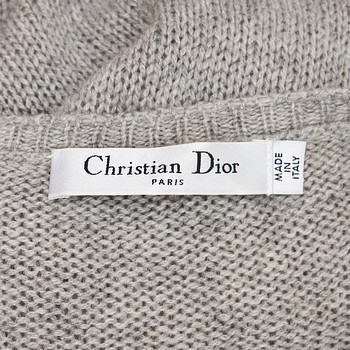 Christian Dior
PARIS
MADE
IN
ITALY